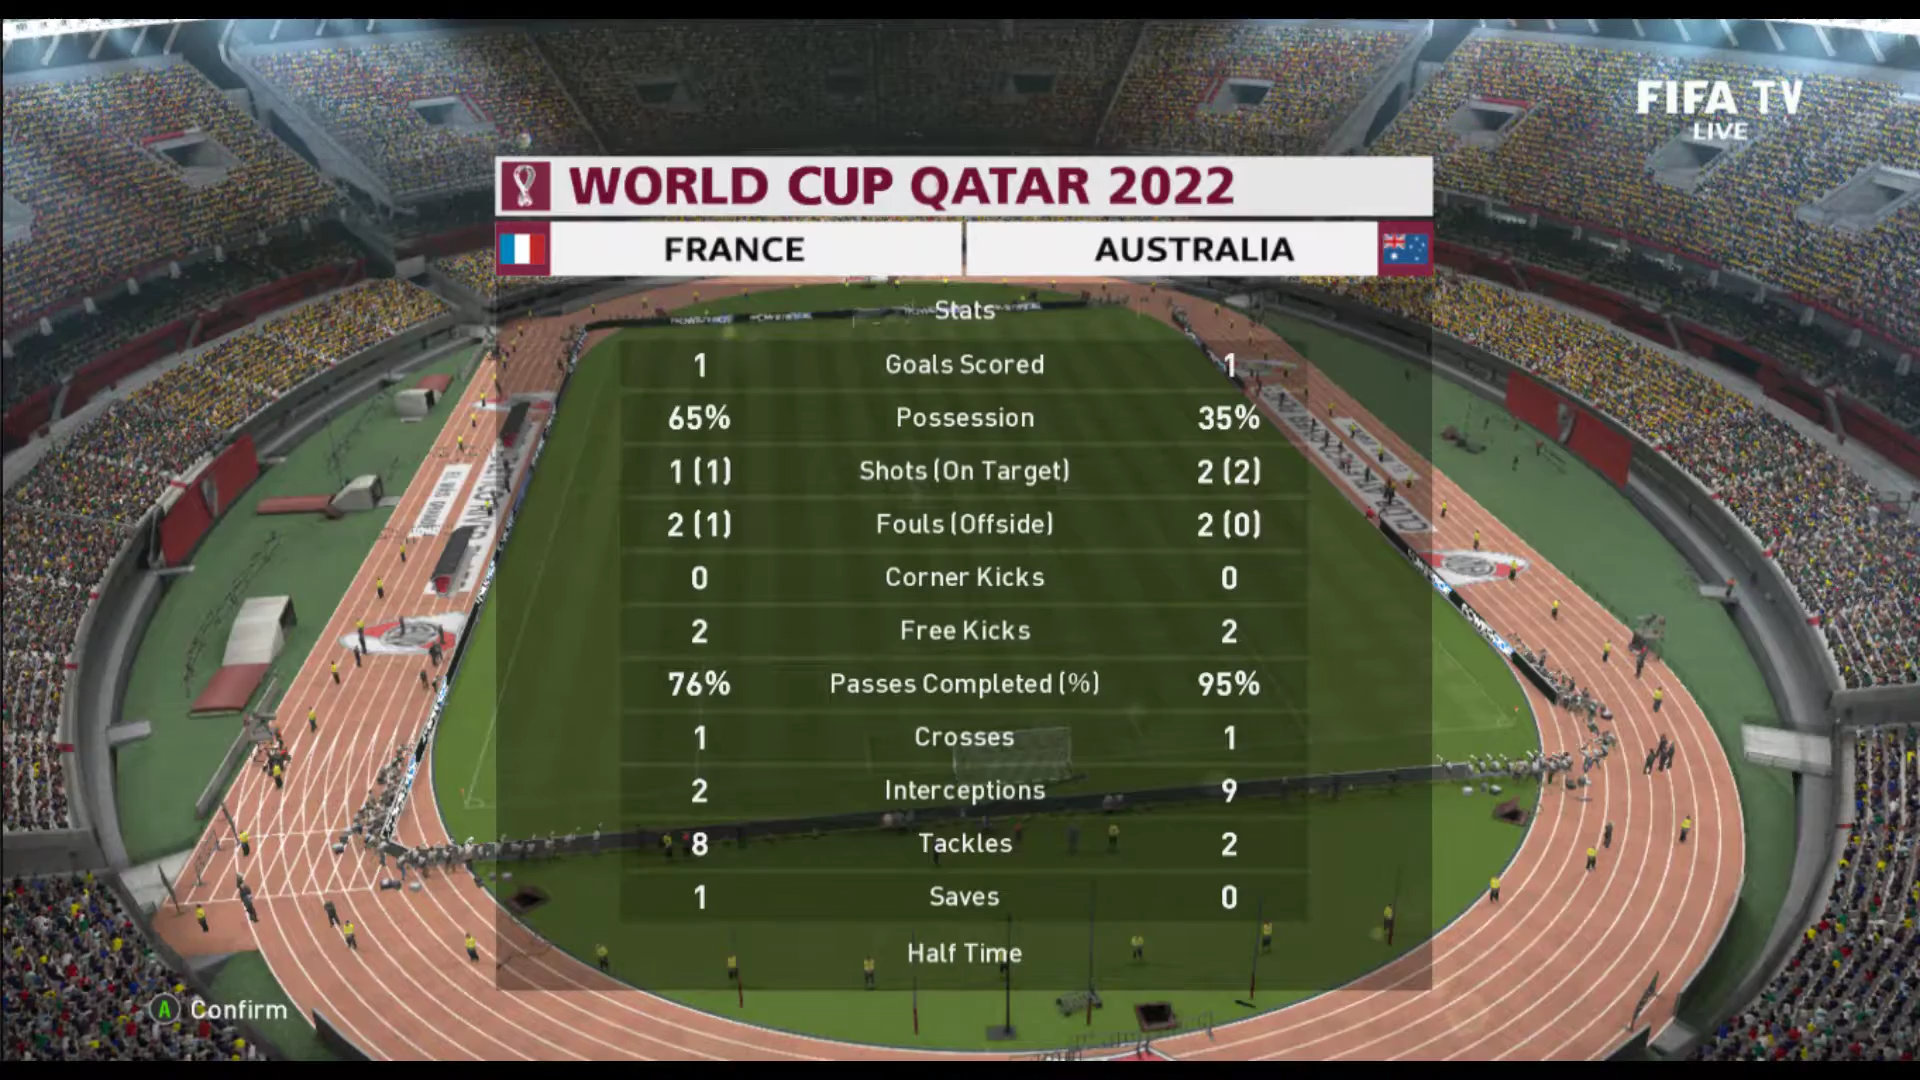 FIFA TV
LIVE
WORLD CUP QATAR 2022
FRANCE AUSTRALIA
Stats
1 Goals Scored 1
65% Possession 35%
1 (1) Shots (On Target) 2 (2)
2 (1) Fouls (Offside) 2 (0)
0 Corner Kicks 0
2 Free Kicks 2
76% Passes Completed (%) 95%
1 Crosses 1
2 Interceptions 9
8 Tackles 2
1 Saves 0
Half Time
A Confirm